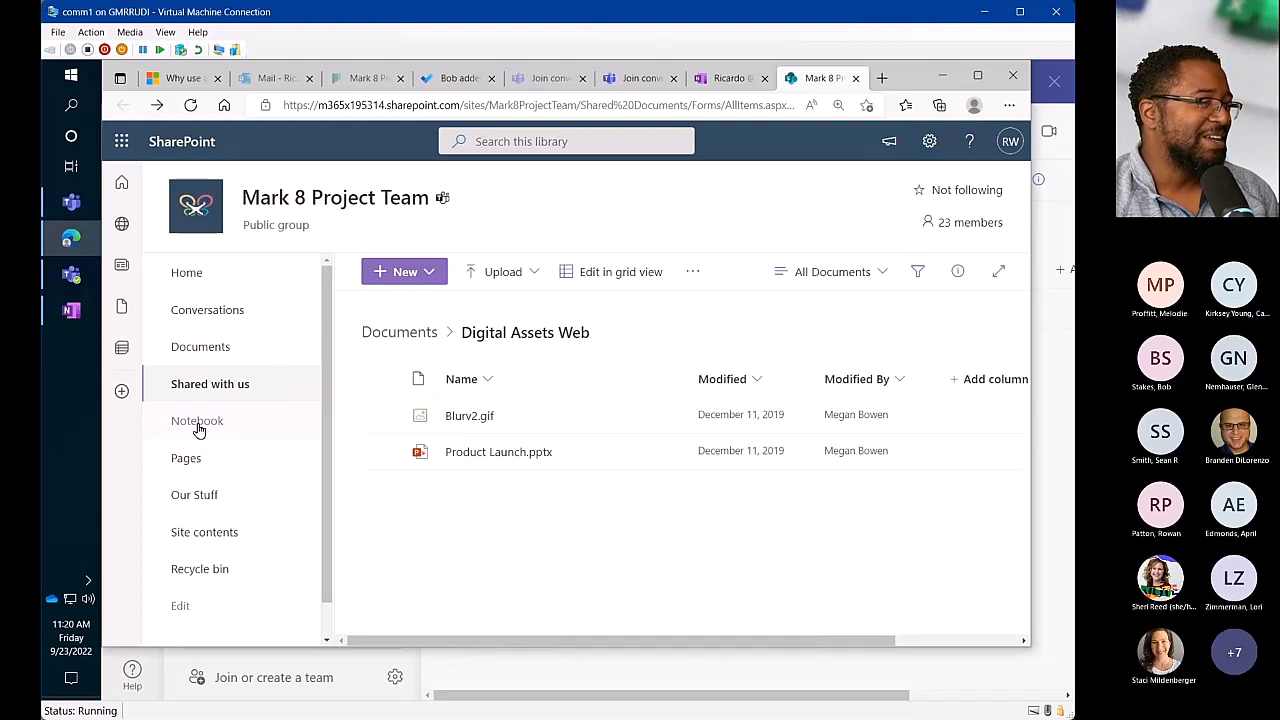 comm1 on GMRRUDI - Virtual Machine Connection
File Action Media View Help
Why use a
Mail - Rica
Mark 8 P
Bob adde
Join conv
Join conv
Ricardo @
Mark 8 Pr
https://m365x195314.sharepoint.com/sites/Mark8ProjectTeam/Shared%20Documents/Forms/AllItems.aspx...
SharePoint
Search this library
RW
Mark 8 Project Team
Public group
Not following
23 members
Home
Conversations
Documents
Shared with us
Notebook
Pages
Our Stuff
Site contents
Recycle bin
Edit
New
Upload
Edit in grid view
All Documents
Documents > Digital Assets Web
Name Modified Modified By + Add column
Blurv2.gif December 11, 2019 Megan Bowen
Product Launch.pptx December 11, 2019 Megan Bowen
11:20 AM
Friday
9/23/2022
Help
Join or create a team
Status: Running
MP CY
Proffitt, Melodie Kirksey Young, Ca...
BS GN
Stakes, Bob Nemhauser, Glen...
SS
Smith, Sean R Branden DiLorenzo
RP AE
Patton, Rowan Edmonds, April
LZ
Sheri Reed (she/h... Zimmerman, Lori
+7
Staci Mildenberger